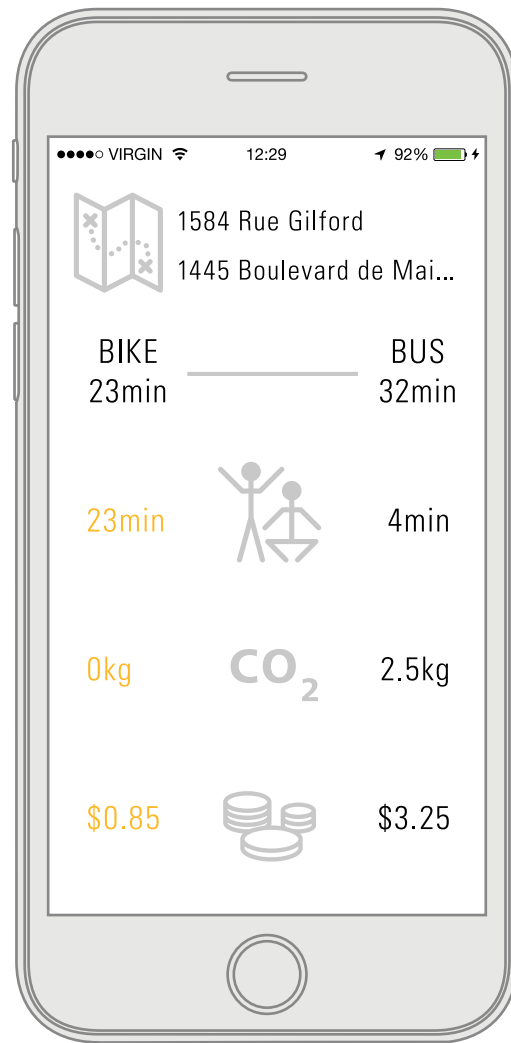 VIRGIN 12:29 92%
1584 Rue Gilford
1445 Boulevard de Mai...
BIKE BUS
23min 32min
23min 4min
0kg CO₂ 2.5kg
$0.85 $3.25